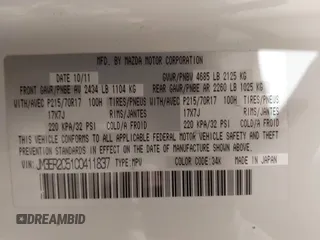 MFD. BY MAZDA MOTOR CORPORATION
DATE 10/11 GVWR/PNBV 4685 LB 2125 KG
FRONT GAWR/PNBE AV 2434 LB 1104 KG REAR GAWR/PNBE AR 2260 LB 1025 KG
WITH/AVEC P215/70R17 100H TIRES/PNEUS WITH/AVEC P215/70R17 100H TIRES/PNEUS
17X7J RIMS/JANTES 17X7J RIMS/JANTES
220 KPA/32 PSI COLD/A FROID 220 KPA/32 PSI COLD/A FROID
THIS VEHICLE CONFORMS TO ALL APPLICABLE FEDERAL MOTOR VEHICLE SAFETY AND THEFT PREVENTION STANDARDS IN EFFECT ON THE DATE OF MANUFACTURE SHOWN ABOVE.
VIN: JM3ER2C5100411837 TYPE:MPV COLOR CODE:34K MADE IN JAPAN
AUTOBIDMASTER